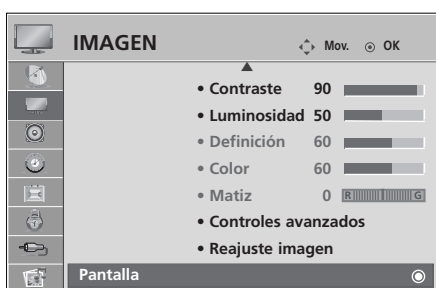 IMAGEN Mov. OK
• Contraste 90
• Luminosidad 50
• Definición 60
• Color 60
• Matiz 0 R G
• Controles avanzados
• Reajuste imagen
Pantalla